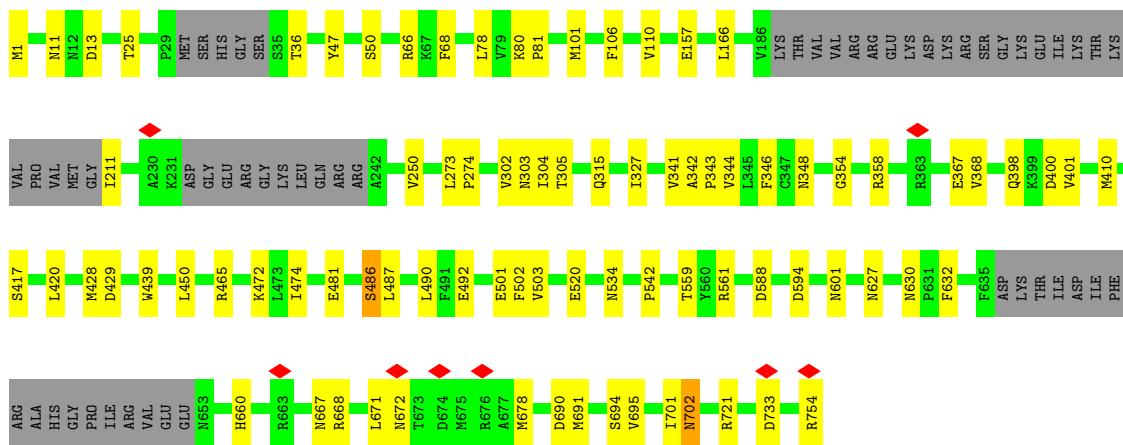 M1 N11 N12 D13 T25 P29 MET SER HIS GLY SER S35 T36 Y47 S50 R66 K67 F68 L78 V79 K80 P81 M101 F106 V110 E157 L166 V186 LYS THR VAL VAL ARG ARG GLU LYS ASP LYS ARG SER GLY LYS GLU ILE LYS THR LYS
VAL PRO VAL MET GLY I211 A230 K231 ASP GLY GLU ARG GLY LYS LEU GLN ARG ARG A242 V250 L273 P274 V302 N303 I304 T305 Q315 I327 V341 A342 P343 V344 L345 F346 C347 N348 G354 R358 R363 E367 V368 Q398 K399 D400 V401 M410
S417 L420 M428 D429 W439 L450 R465 K472 L473 I474 E481 S486 L487 L490 F491 E492 E501 F502 V503 E520 N534 P542 T559 Y560 R561 D588 D594 N601 N627 N630 P631 F632 F635 ASP LYS THR ILE ASP ILE PHE
ARG ALA HIS GLY PRO ILE ARG VAL GLU GLU N653 H660 R663 N667 R668 L671 N672 T673 D674 M675 R676 A677 M678 D690 M691 S694 V695 I701 N702 R721 D733 R754